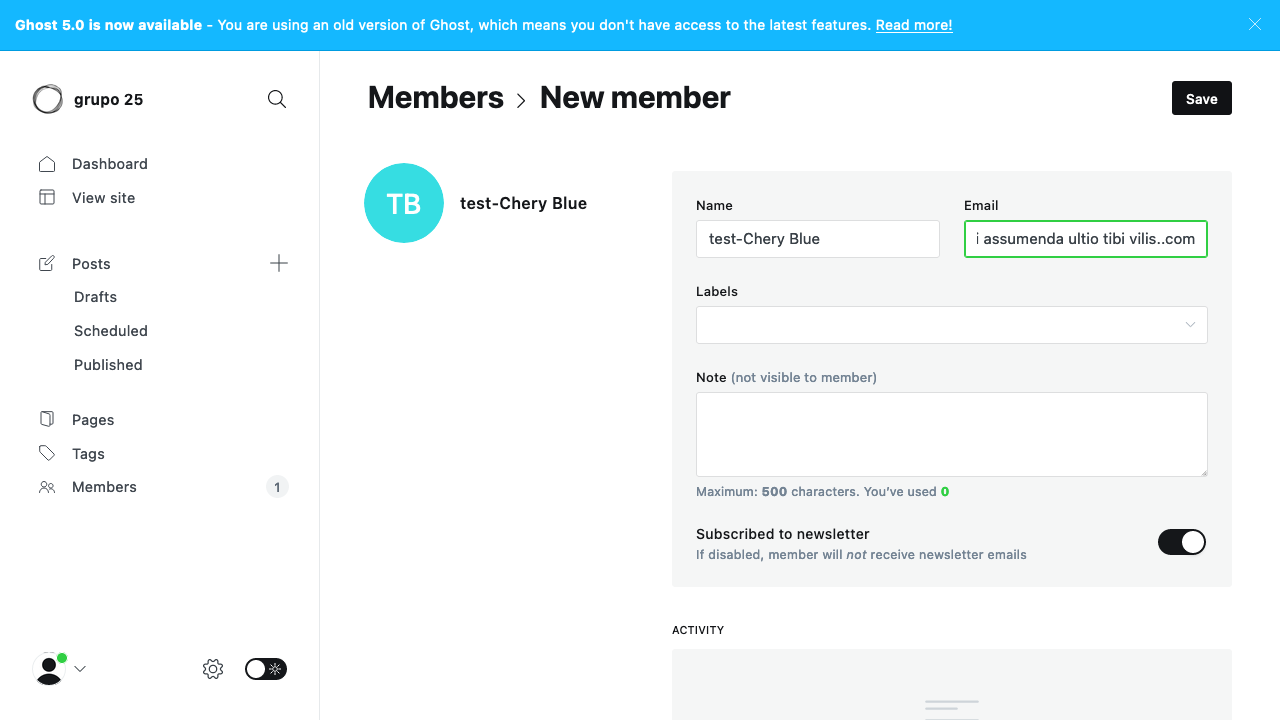 Ghost 5.0 is now available - You are using an old version of Ghost, which means you don't have access to the latest features. Read more!
grupo 25
Members > New member
Save
Dashboard
View site
TB
test-Chery Blue
Name
Email
test-Chery Blue
assumenda ultio tibi vilis..com
Posts
Drafts
Labels
Scheduled
Published
Note (not visible to member)
Pages
Tags
Members
1
Maximum: 500 characters. You've used 0
Subscribed to newsletter
If disabled, member will not receive newsletter emails
ACTIVITY